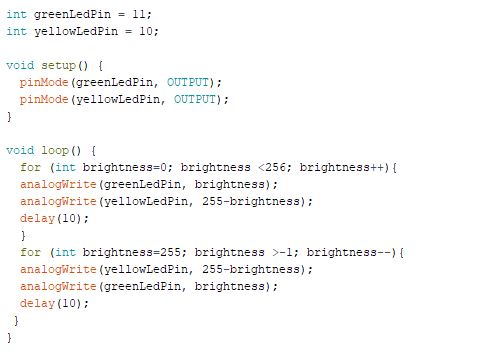 int greenLedPin = 11;
int yellowLedPin = 10;

void setup() {
  pinMode(greenLedPin, OUTPUT);
  pinMode(yellowLedPin, OUTPUT);
}

void loop() {
  for (int brightness=0; brightness <256; brightness++){
  analogWrite(greenLedPin, brightness);
  analogWrite(yellowLedPin, 255-brightness);
  delay(10);
  }
  for (int brightness=255; brightness >-1; brightness--){
  analogWrite(yellowLedPin, 255-brightness);
  analogWrite(greenLedPin, brightness);
  delay(10);
 }
}